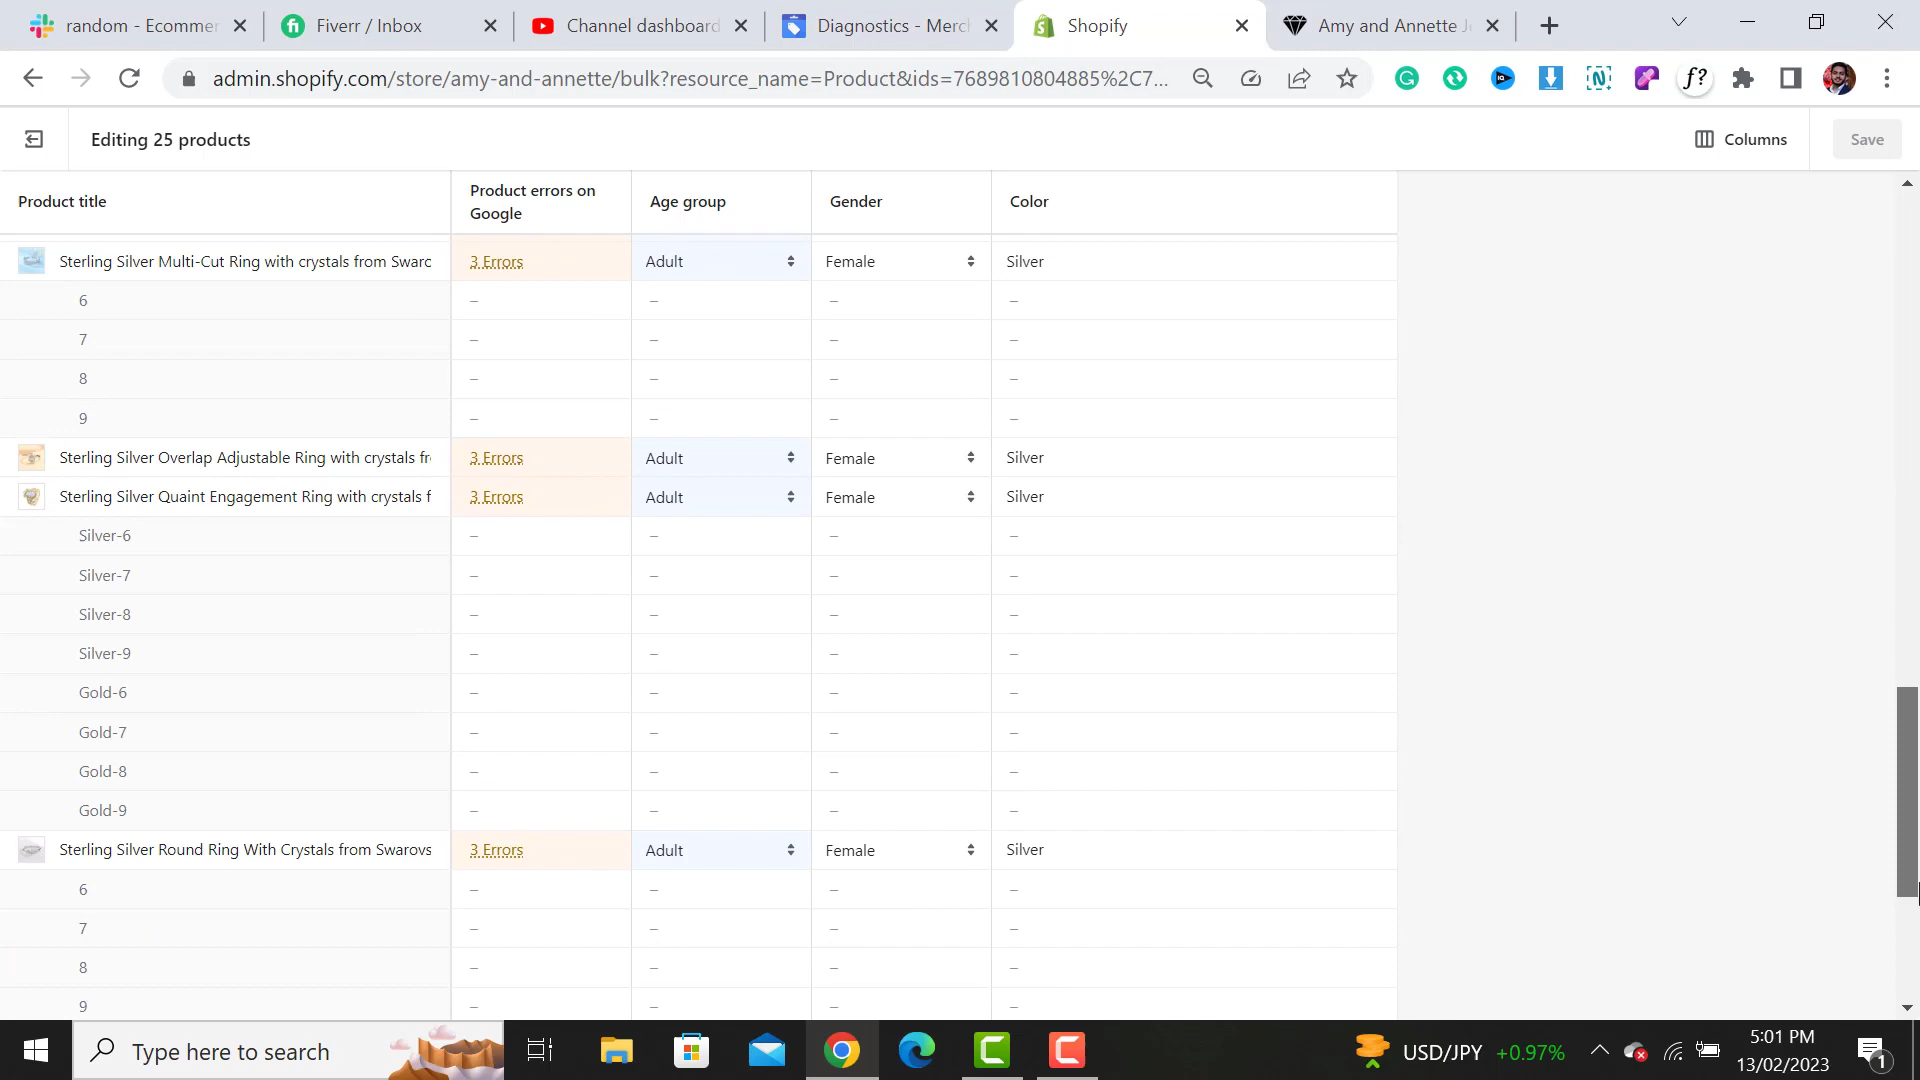 random - Ecommer
Fiverr / Inbox
Channel dashboard
Diagnostics - Merch
Shopify
Amy and Annette Je
admin.shopify.com/store/amy-and-annette/bulk?resource_name=Product&ids=7689810804885%2C7...
Editing 25 products
Columns
Save
Product title
Product errors on Google
Age group
Gender
Color
Sterling Silver Multi-Cut Ring with crystals from Swarc
3 Errors
Adult
Female
Silver
6 – – – –
7 – – – –
8 – – – –
9 – – – –
Sterling Silver Overlap Adjustable Ring with crystals fr
3 Errors
Adult
Female
Silver
Sterling Silver Quaint Engagement Ring with crystals f
3 Errors
Adult
Female
Silver
Silver-6 – – – –
Silver-7 – – – –
Silver-8 – – – –
Silver-9 – – – –
Gold-6 – – – –
Gold-7 – – – –
Gold-8 – – – –
Gold-9 – – – –
Sterling Silver Round Ring With Crystals from Swarovs
3 Errors
Adult
Female
Silver
6 – – – –
7 – – – –
8 – – – –
9 – – – –
Type here to search
USD/JPY +0.97%
5:01 PM
13/02/2023
1